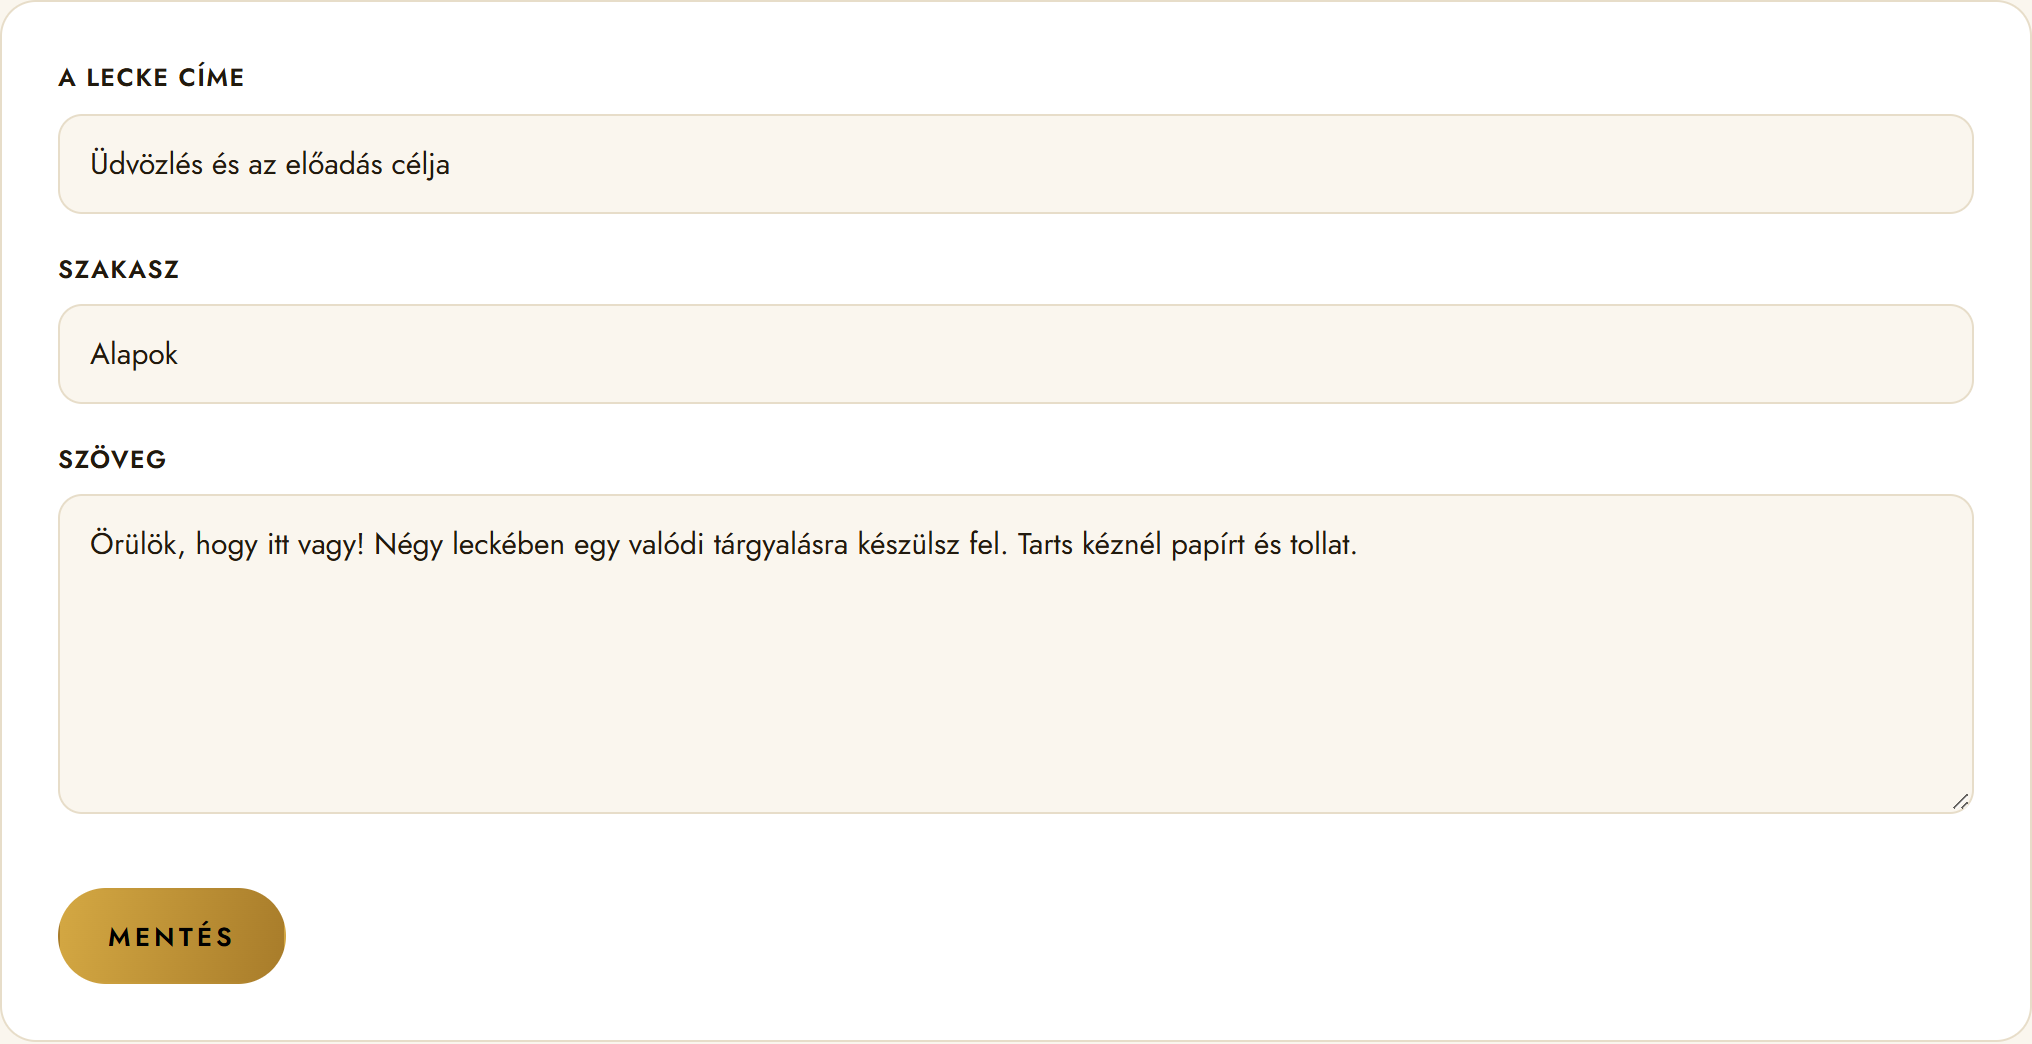 A LECKE CÍME
Üdvözlés és az előadás célja
SZAKASZ
Alapok
SZÖVEG
Örülök, hogy itt vagy! Négy leckében egy valódi tárgyalásra készülsz fel. Tarts kéznél papírt és tollat.
MENTÉS